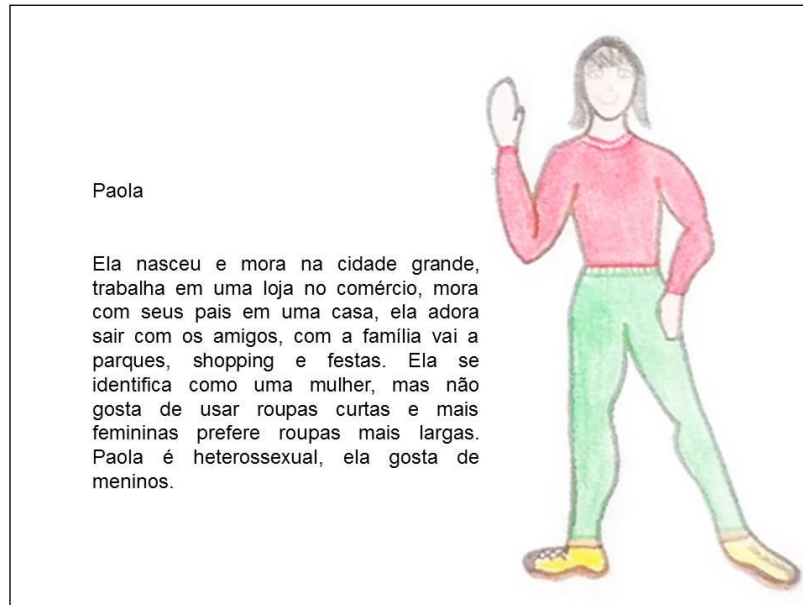 Paola
Ela nasceu e mora na cidade grande,
trabalha em uma loja no comércio, mora
com seus pais em uma casa, ela adora
sair com os amigos, com a família vai a
parques, shopping e festas. Ela se
identifica como uma mulher, mas não
gosta de usar roupas curtas e mais
femininas prefere roupas mais largas.
Paola é heterossexual, ela gosta de
meninos.